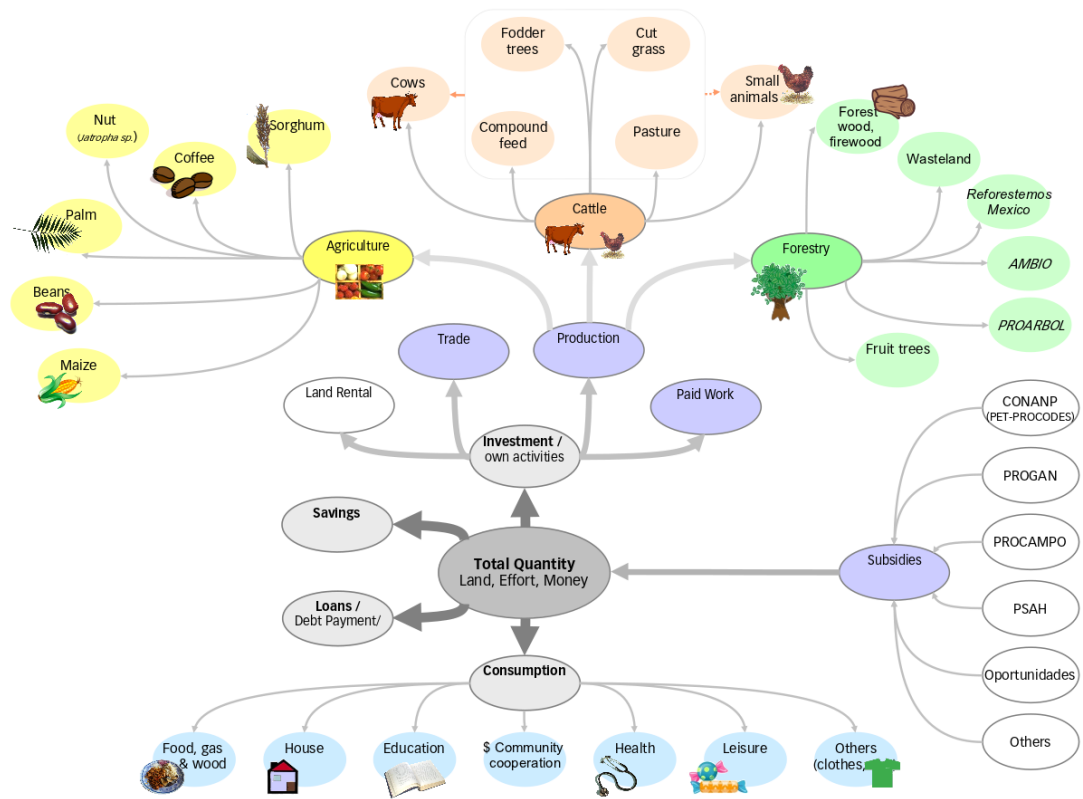 Fodder
trees
Cut
grass
Cows
Small
animals
Compound
feed
Pasture
Cattle
Nut
(Jatropha sp.)
Coffee
Sorghum
Palm
Beans
Maize
Agriculture
Forest
wood,
firewood
Wasteland
Reforestemos
Mexico
AMBIO
PROARBOL
Fruit trees
Forestry
Trade
Production
Land Rental
Paid Work
Investment /
own activities
Savings
Total Quantity
Land, Effort, Money
Loans /
Debt Payment/
Consumption
Subsidies
CONANP
(PET-PROCODES)
PROGAN
PROCAMPO
PSAH
Oportunidades
Others
Food, gas
& wood
House
Education
$ Community
cooperation
Health
Leisure
Others
(clothes,